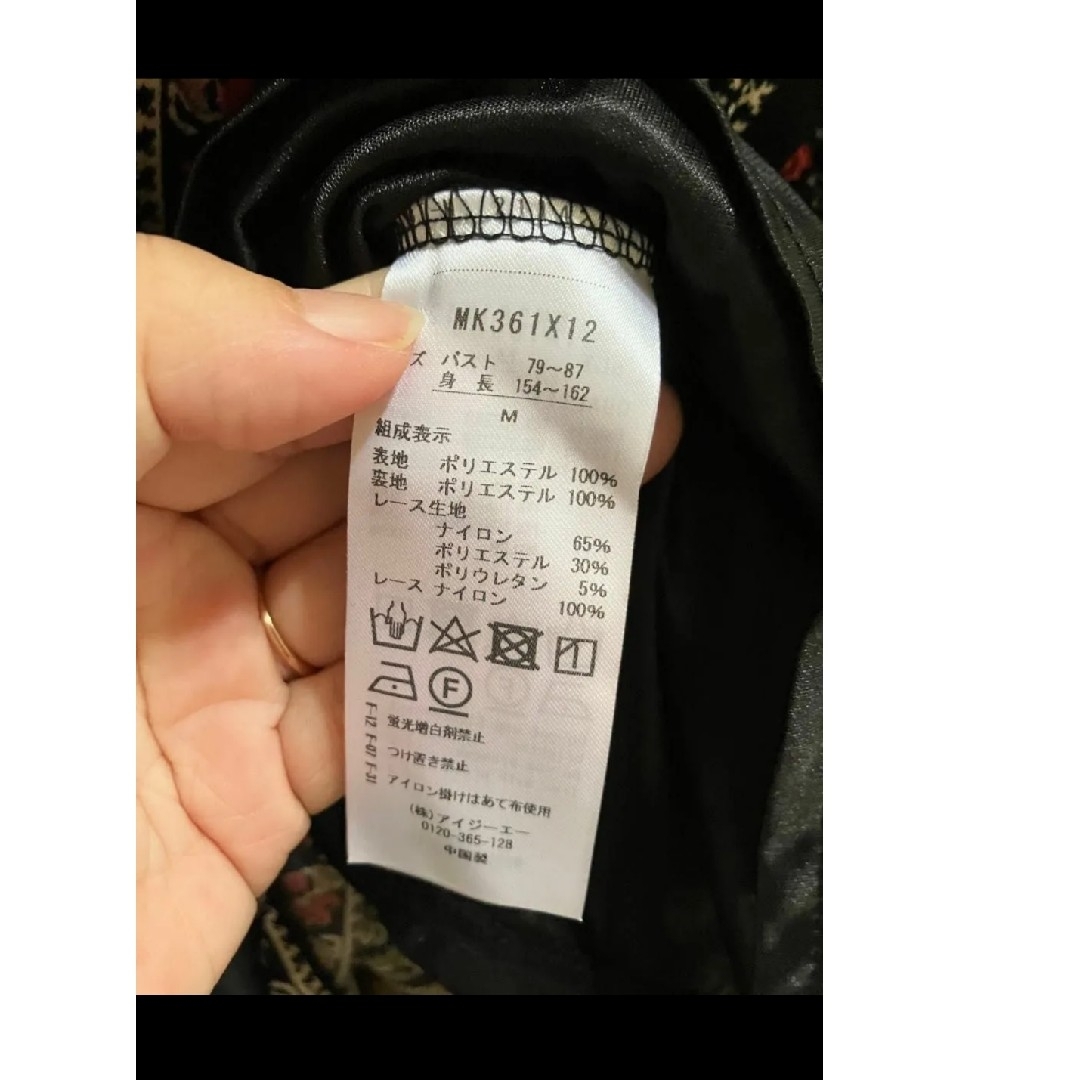 MK361X12
ズ バスト 79～87
身 長 154～162
M
組成表示
表地 ポリエステル 100%
裏地 ポリエステル 100%
レース生地
ナイロン 65%
ポリエステル 30%
ポリウレタン 5%
レース ナイロン 100%
F
蛍光増白剤禁止
つけ置き禁止
アイロン掛けはあて布使用
(株)アイジーエー
0120-365-128
中国製
F-12 F-07 F-31